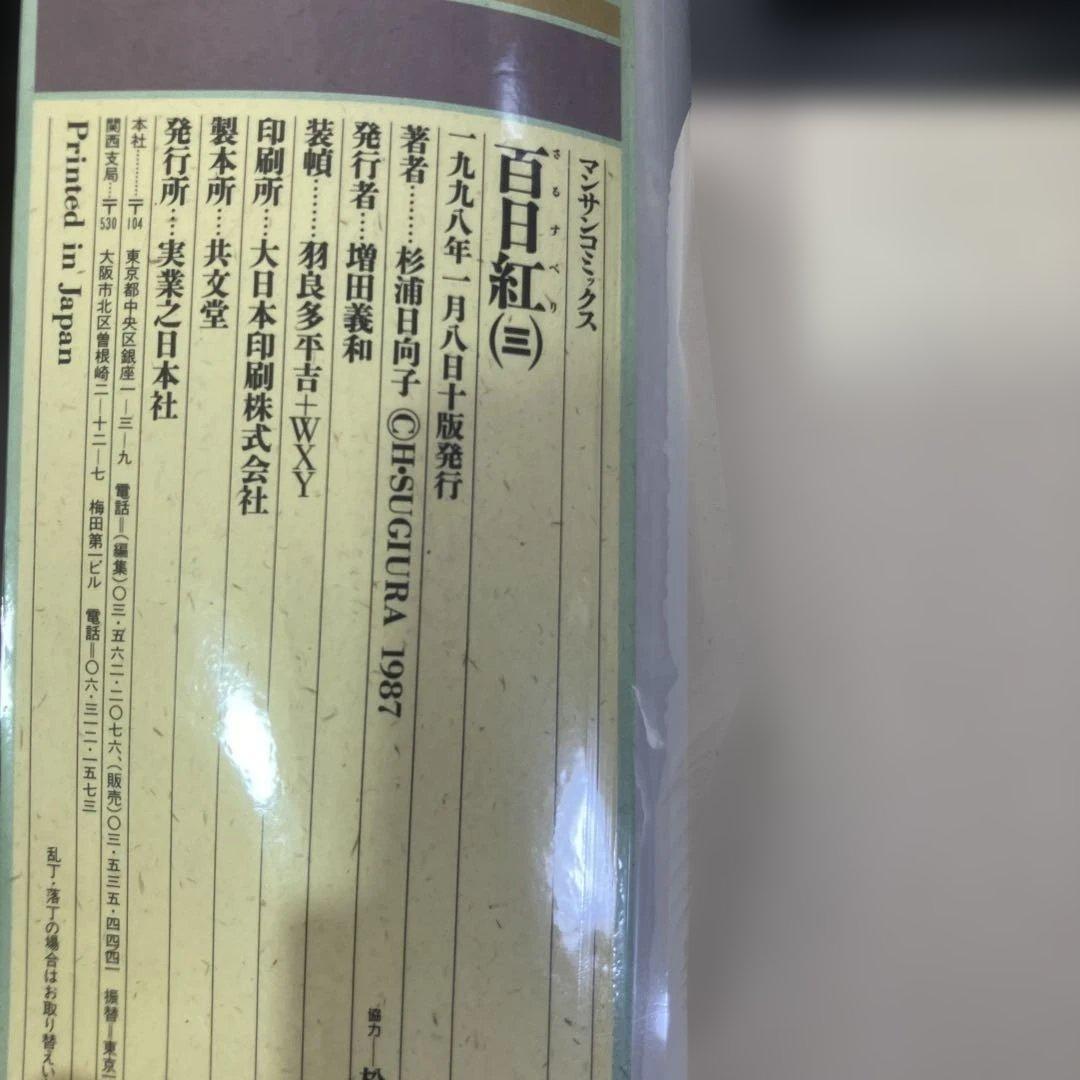 マンサンコミックス
さるすべり
百日紅(三)
一九九八年一月八日十版発行
著者………杉浦日向子 ©H・SUGIURA 1987
発行者……増田義和
装幀………羽良多平吉＋WXY
印刷所……大日本印刷株式会社
製本所……共文堂
発行所……実業之日本社
本社…………〒104 東京都中央区銀座一―三―九 電話＝(編集)〇三・五六二・二〇七六、(販売)〇三・五三五・四四四一 振替＝東京一
関西支局……〒530 大阪市北区曽根崎二―十二―七 梅田第一ビル 電話＝〇六・三一二・一五七三
Printed in Japan
乱丁・落丁の場合はお取り替えい
協力―松